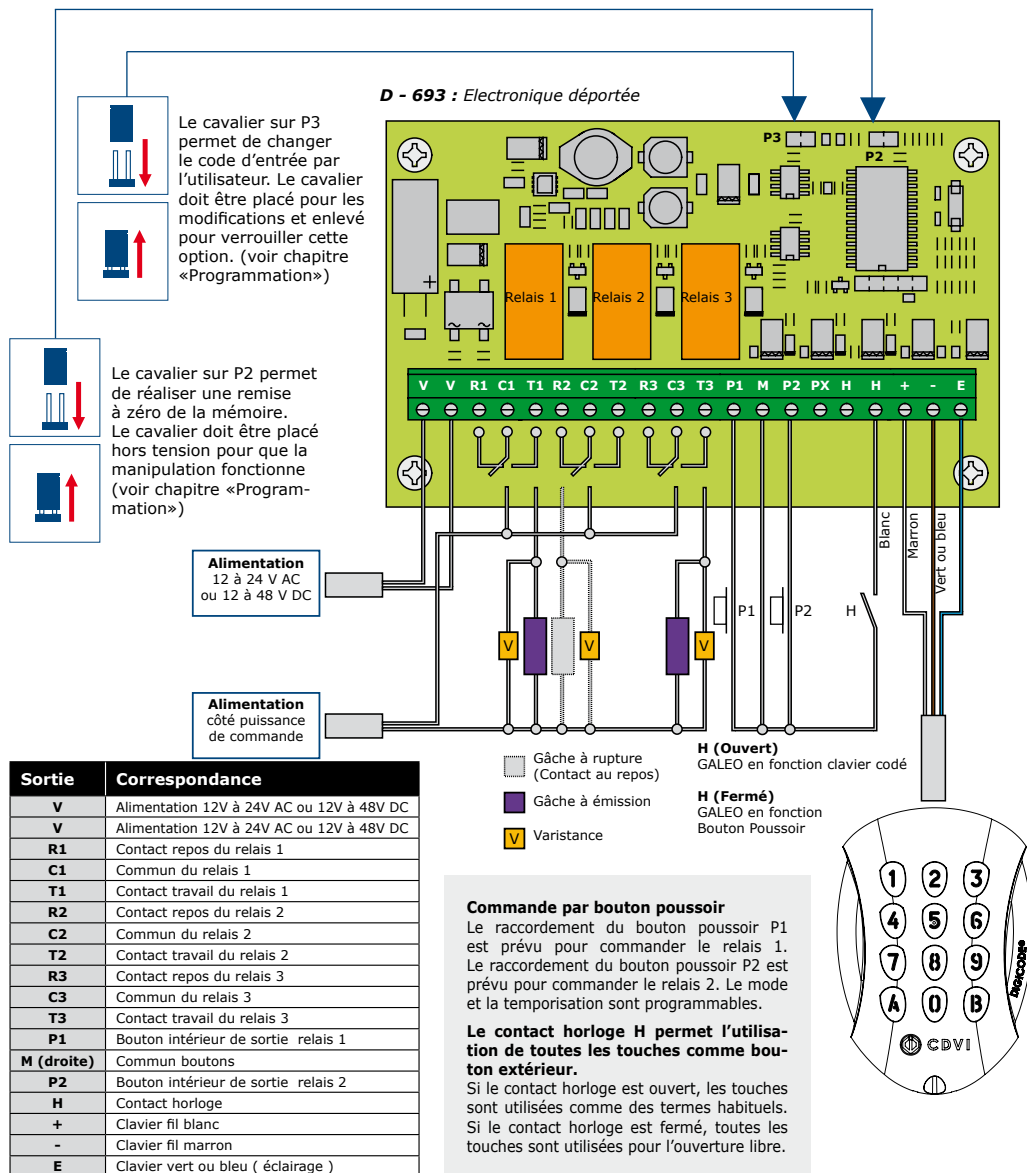 D - 693 : Electronique déportée
Le cavalier sur P3
permet de changer
le code d'entrée par
l'utilisateur. Le cavalier
doit être placé pour les
modifications et enlevé
pour verrouiller cette
option. (voir chapitre
«Programmation»)
Le cavalier sur P2 permet
de réaliser une remise
à zéro de la mémoire.
Le cavalier doit être placé
hors tension pour que la
manipulation fonctionne
(voir chapitre «Program-
mation»)
P3
P2
+
~ ~
Relais 1
Relais 2
Relais 3
V V R1 C1 T1 R2 C2 T2 R3 C3 T3 P1 M P2 PX H H + - E
Blanc
Marron
Vert ou bleu
Alimentation
12 à 24 V AC
ou 12 à 48 V DC
P1
P2
H
V
V
V
Alimentation
côté puissance
de commande
Gâche à rupture
(Contact au repos)
Gâche à émission
V Varistance
H (Ouvert)
GALEO en fonction clavier codé
H (Fermé)
GALEO en fonction
Bouton Poussoir
Sortie Correspondance
V Alimentation 12V à 24V AC ou 12V à 48V DC
V Alimentation 12V à 24V AC ou 12V à 48V DC
R1 Contact repos du relais 1
C1 Commun du relais 1
T1 Contact travail du relais 1
R2 Contact repos du relais 2
C2 Commun du relais 2
T2 Contact travail du relais 2
R3 Contact repos du relais 3
C3 Commun du relais 3
T3 Contact travail du relais 3
P1 Bouton intérieur de sortie relais 1
M (droite) Commun boutons
P2 Bouton intérieur de sortie relais 2
H Contact horloge
+ Clavier fil blanc
- Clavier fil marron
E Clavier vert ou bleu ( éclairage )
Commande par bouton poussoir
Le raccordement du bouton poussoir P1
est prévu pour commander le relais 1.
Le raccordement du bouton poussoir P2 est
prévu pour commander le relais 2. Le mode
et la temporisation sont programmables.
Le contact horloge H permet l'utilisa-
tion de toutes les touches comme bou-
ton extérieur.
Si le contact horloge est ouvert, les touches
sont utilisées comme des termes habituels.
Si le contact horloge est fermé, toutes les
touches sont utilisées pour l'ouverture libre.
1 2 3
4 5 6
7 8 9
A 0 B
DIGICODE®
CDVI